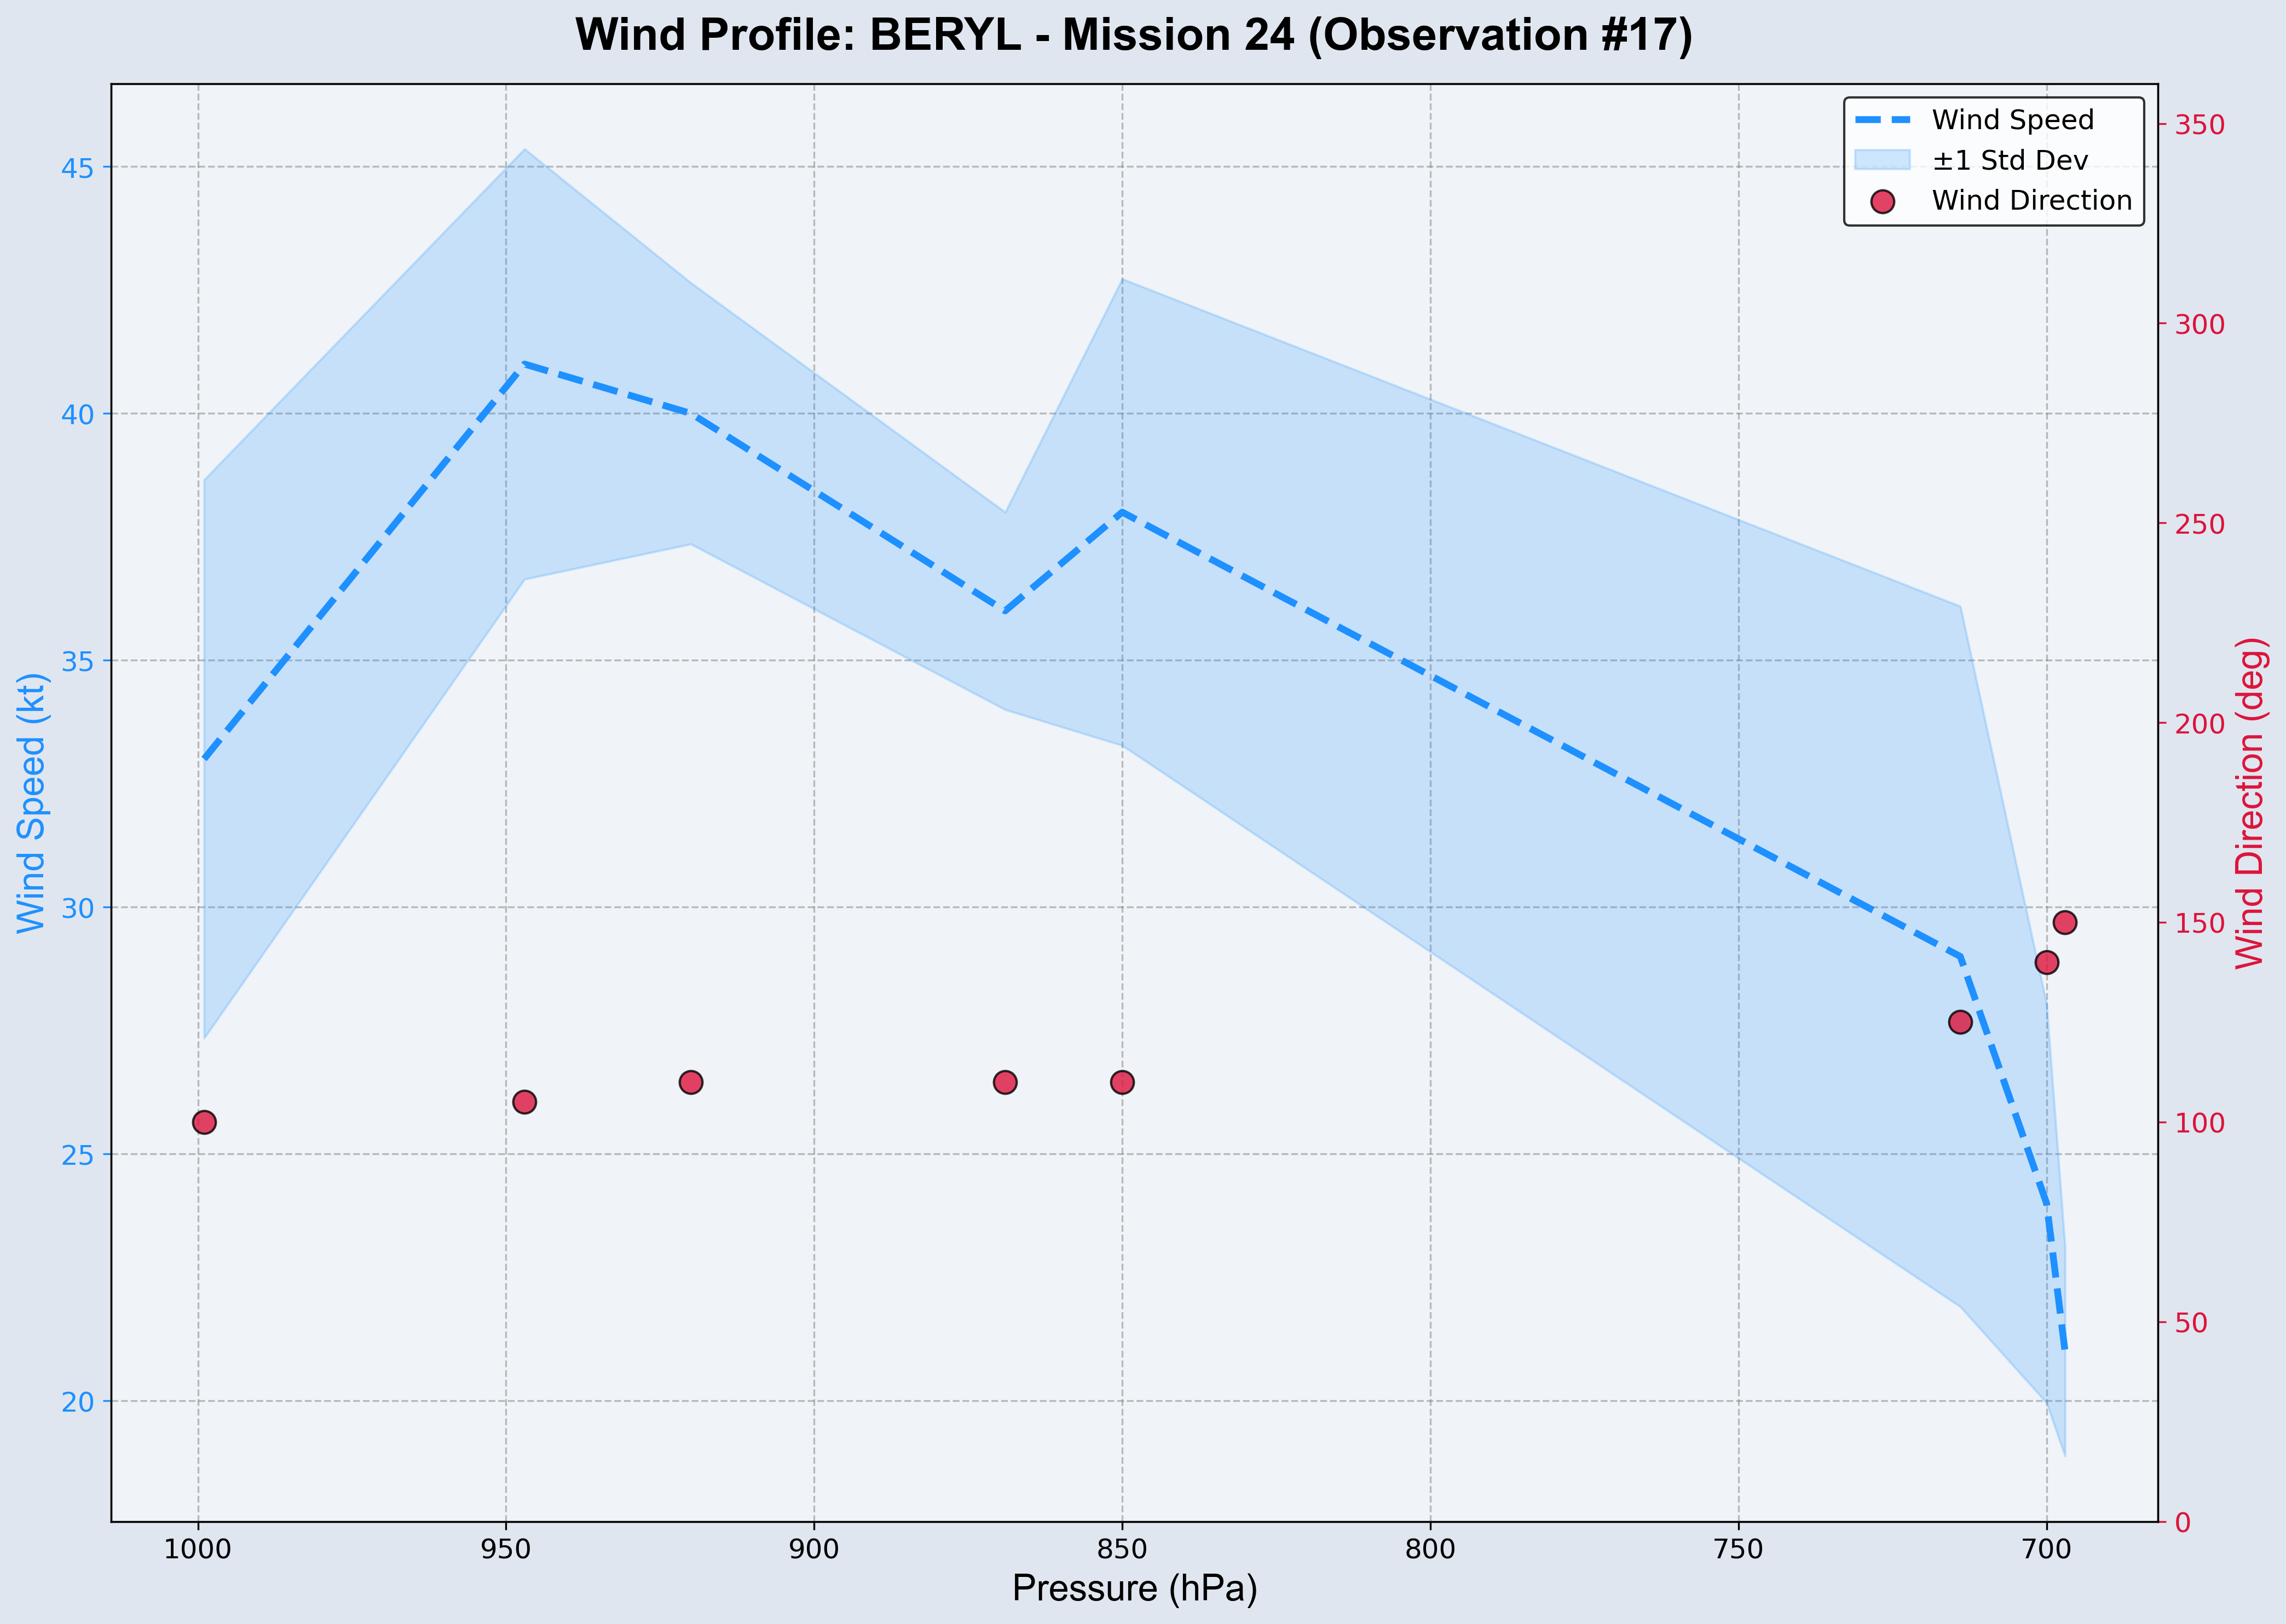 Wind Profile: BERYL - Mission 24 (Observation #17)
Wind Speed
±1 Std Dev
Wind Direction
Wind Speed (kt)
45
40
35
30
25
20
350
300
250
200
150
100
50
0
Wind Direction (deg)
1000 950 900 850 800 750 700
Pressure (hPa)